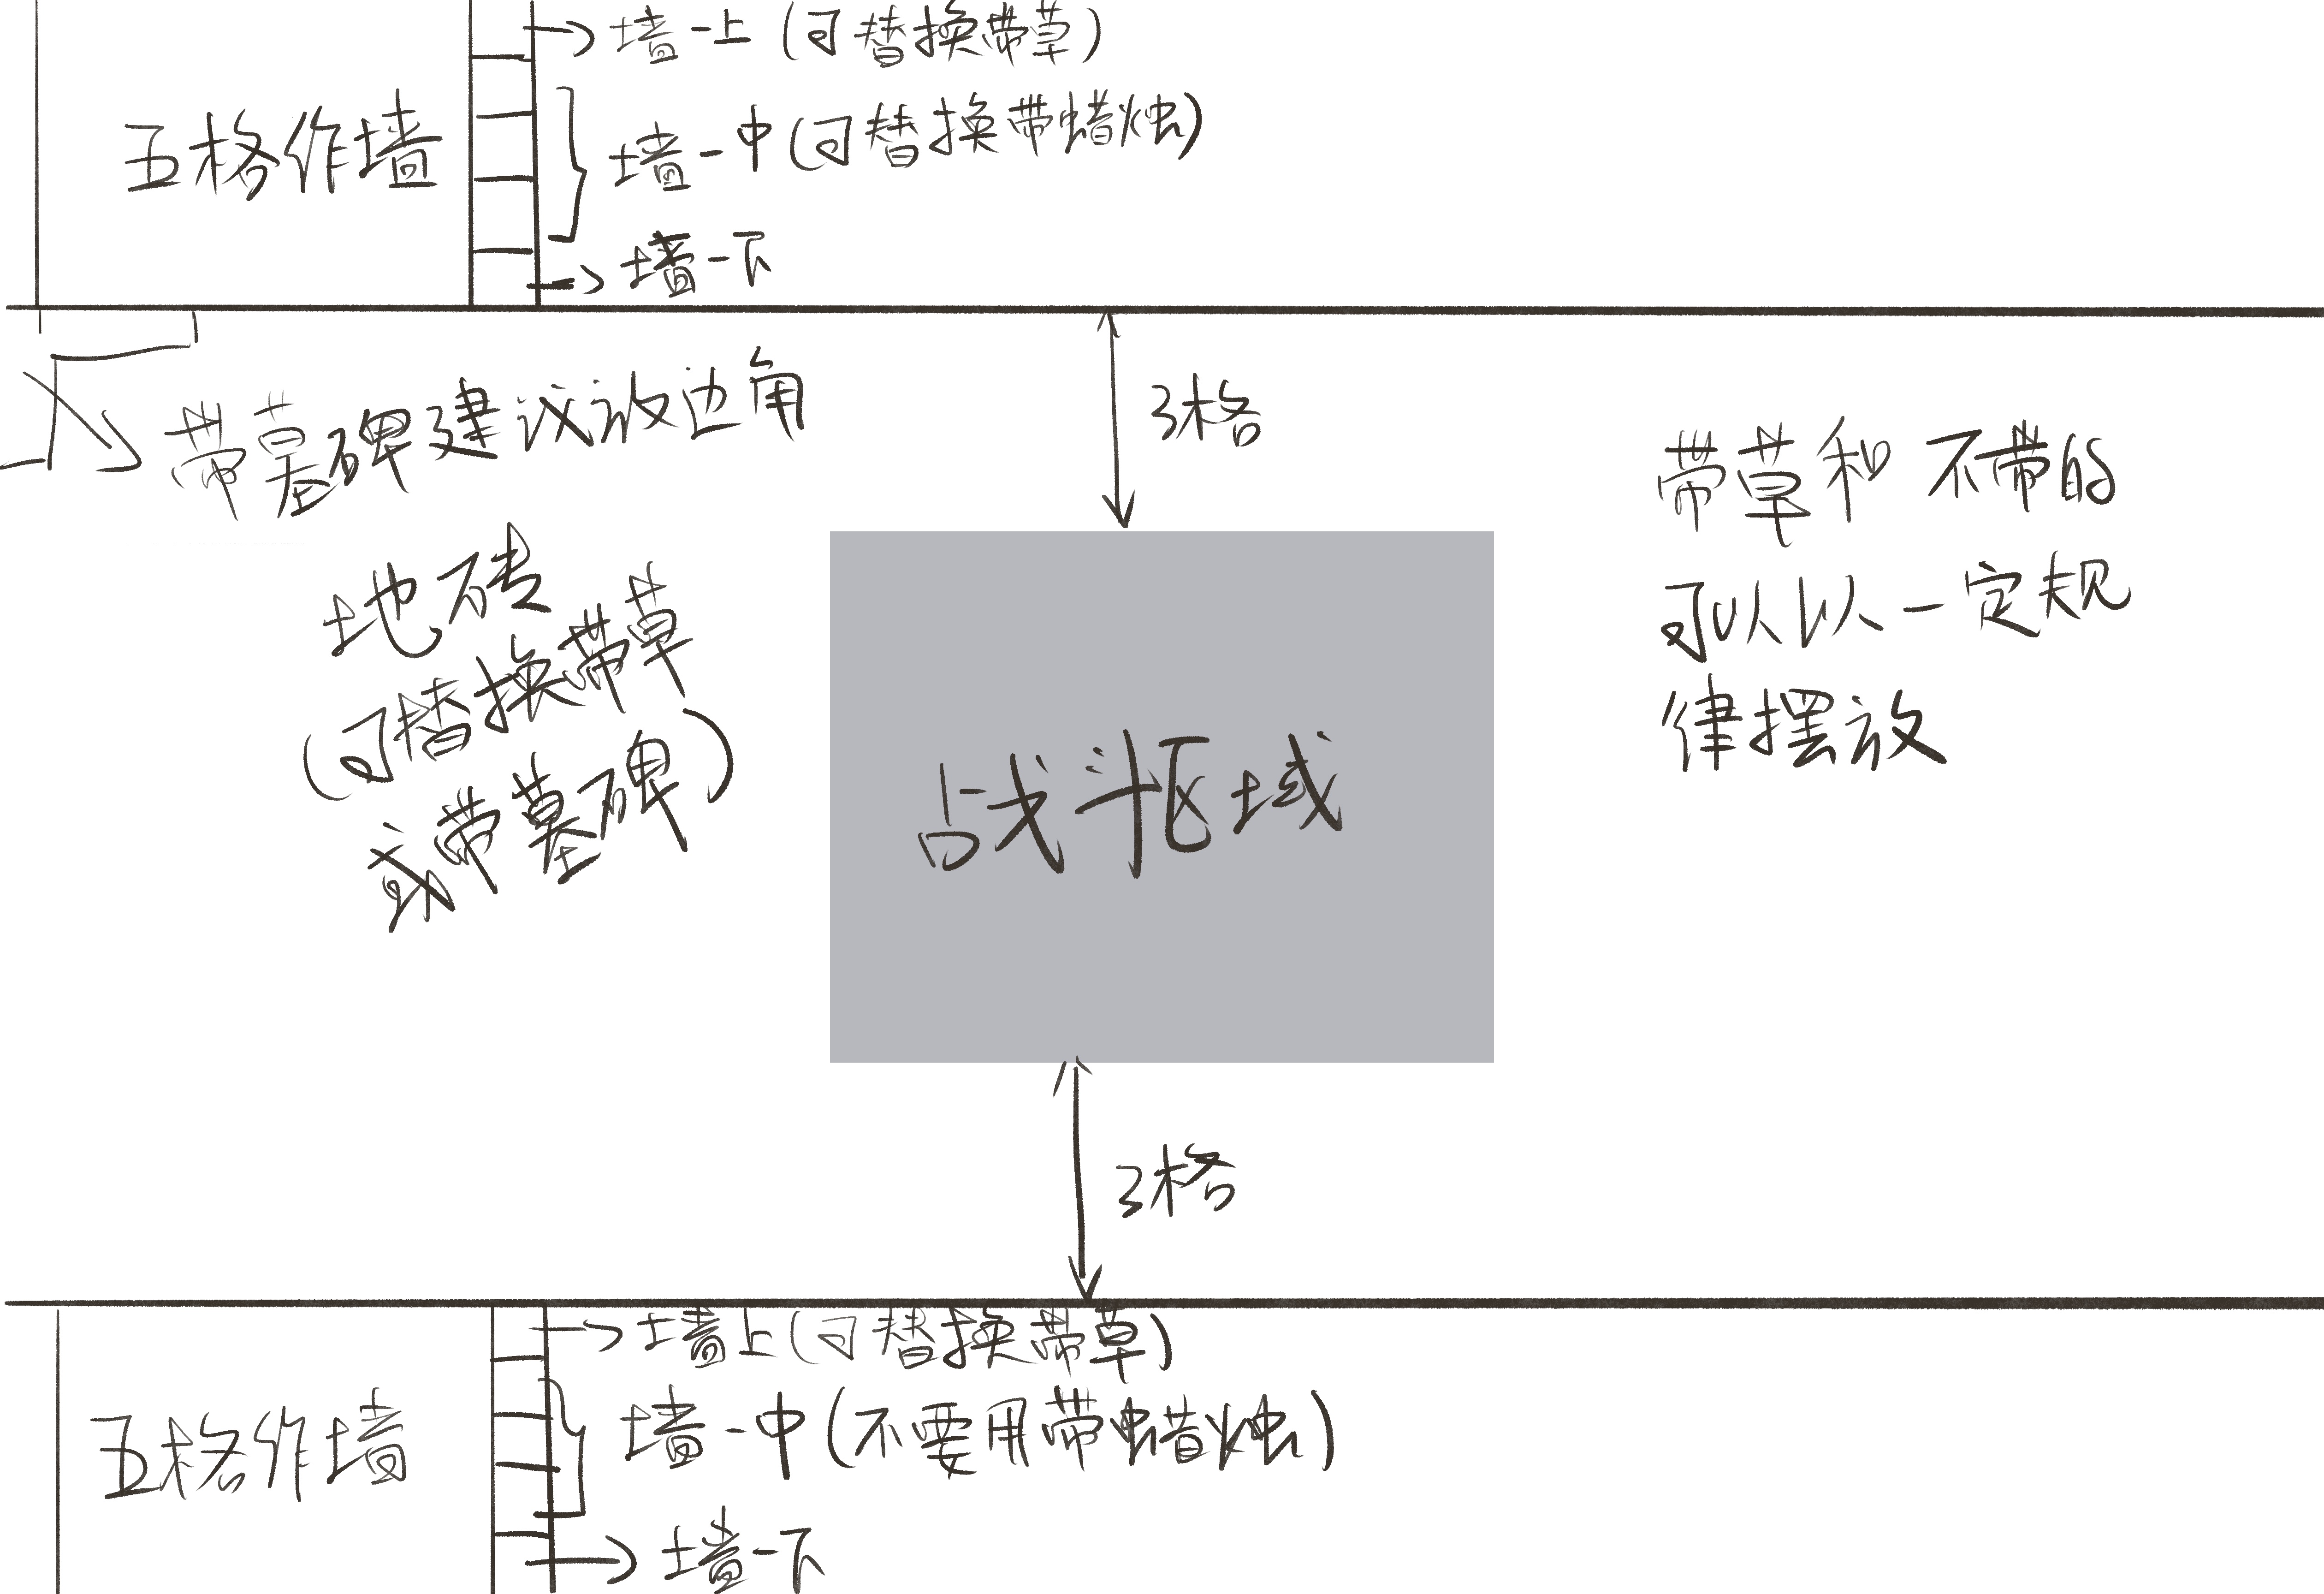 墙-上(可替换带草)
五格作墙
墙-中(可替换带蜡烛)
墙-下
带墓碑建议放边角
3格
带草和不带的
可以以一定规
律摆放
地砖
(可替换带草
或带墓碑)
战斗区域
3格
墙上(可替换带草)
五格作墙
墙-中(不要用带蜡烛)
墙-下